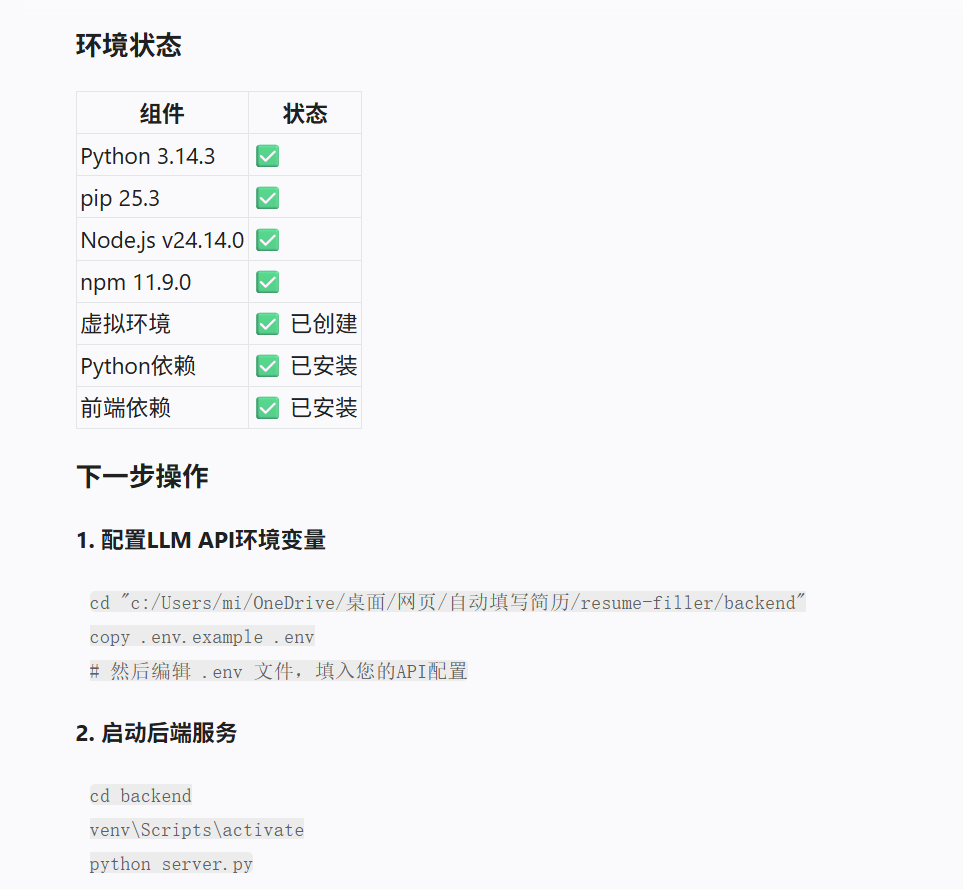 环境状态
组件 状态
Python 3.14.3 ✅
pip 25.3 ✅
Node.js v24.14.0 ✅
npm 11.9.0 ✅
虚拟环境 ✅ 已创建
Python依赖 ✅ 已安装
前端依赖 ✅ 已安装
下一步操作
1. 配置LLM API环境变量
cd "c:/Users/mi/OneDrive/桌面/网页/自动填写简历/resume-filler/backend"
copy .env.example .env
# 然后编辑 .env 文件，填入您的API配置
2. 启动后端服务
cd backend
venv\Scripts\activate
python server.py